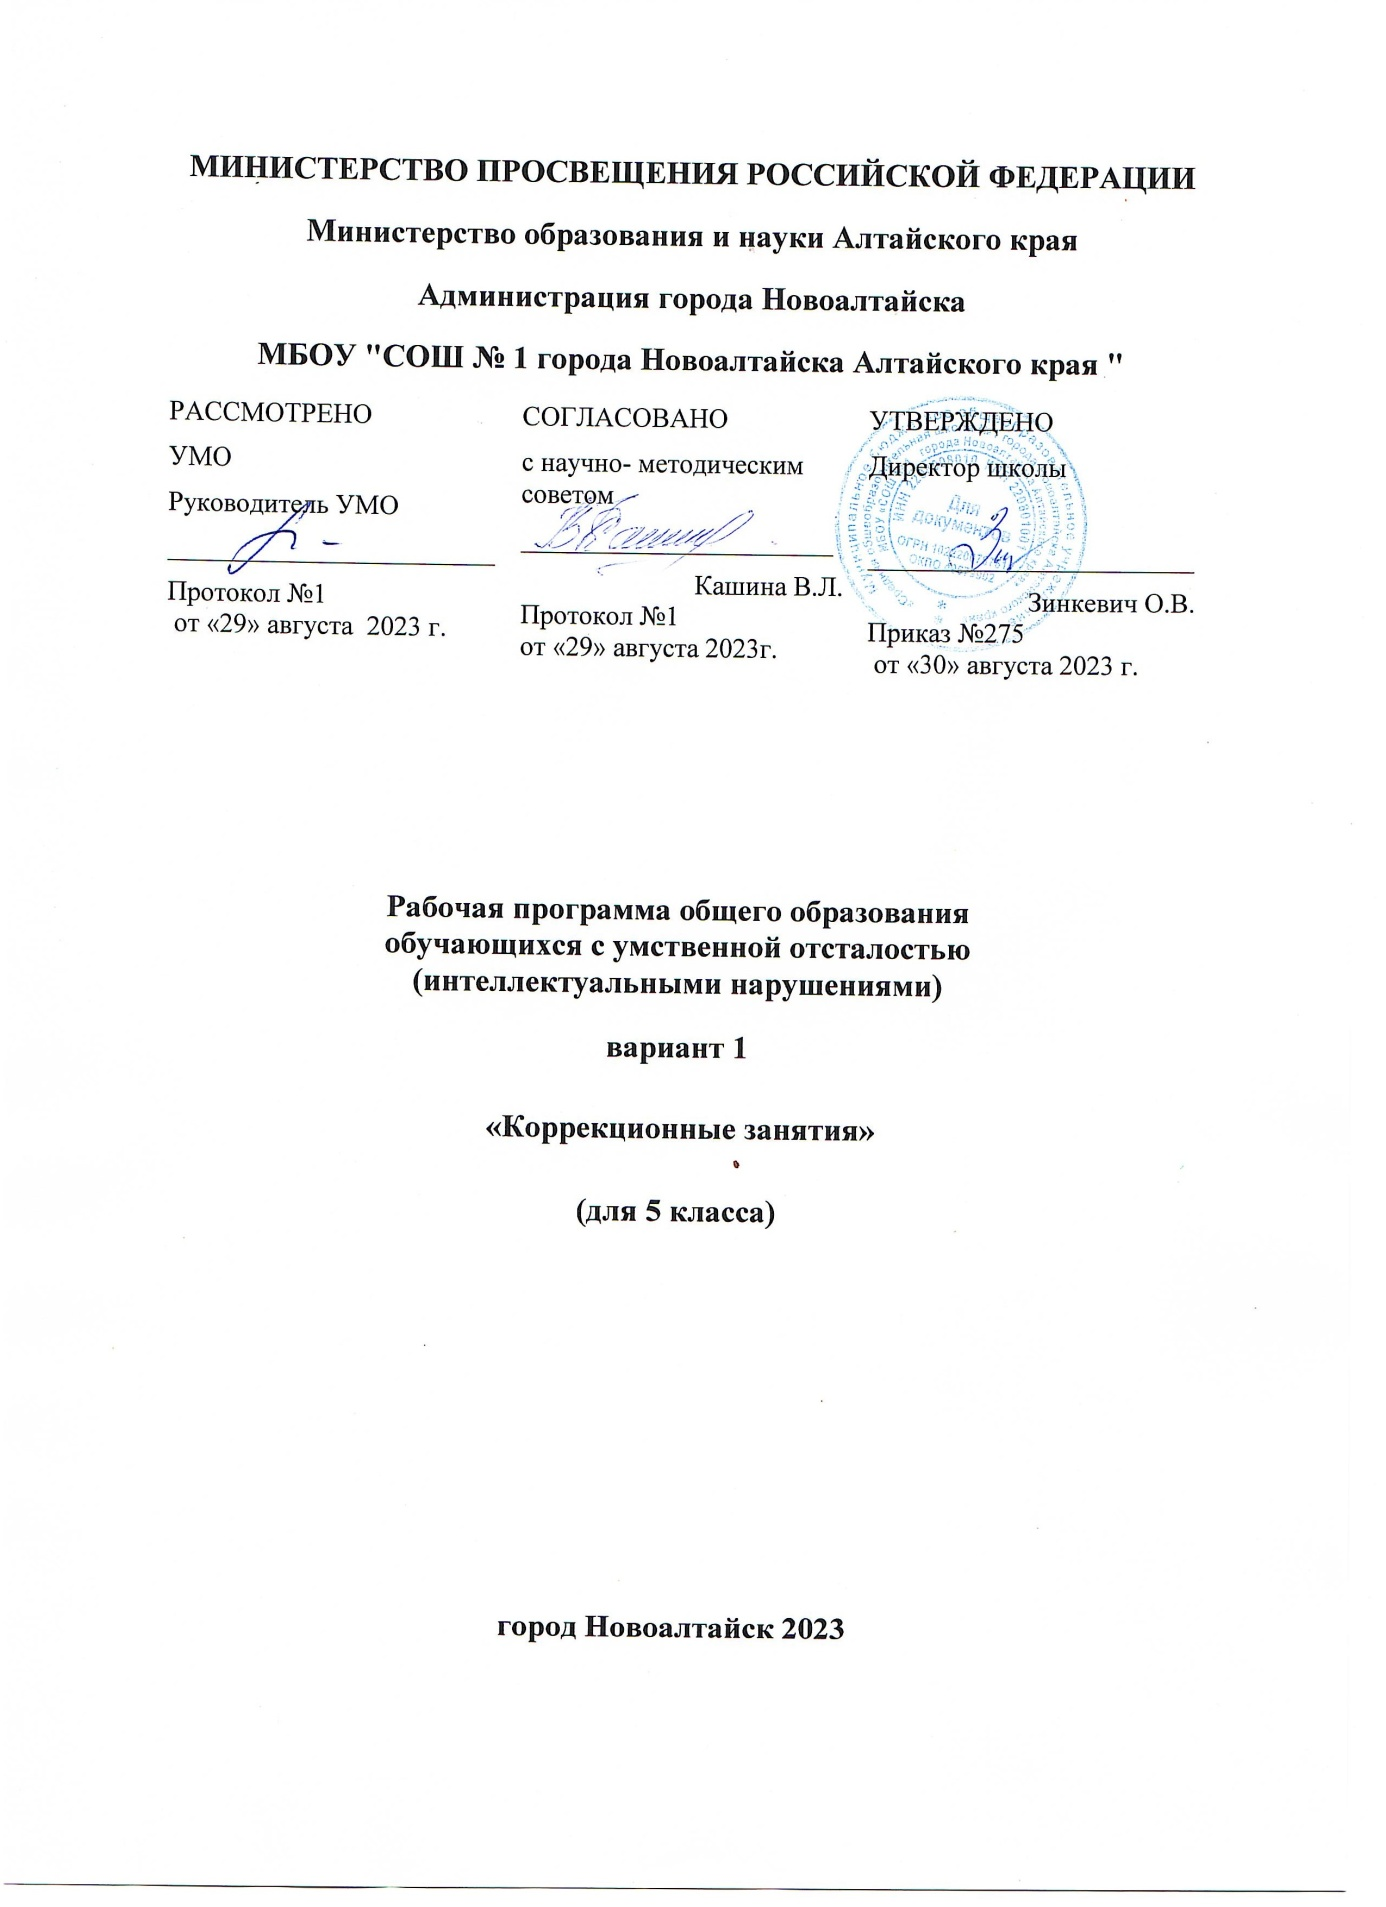 МИНИСТЕРСТВО ПРОСВЕЩЕНИЯ РОССИЙСКОЙ ФЕДЕРАЦИИ
Министерство образования и науки Алтайского края
Администрация города Новоалтайска
МБОУ "СОШ № 1 города Новоалтайска Алтайского края "
РАССМОТРЕНО
УМО
Руководитель УМО
Протокол №1
от «29» августа 2023 г.
СОГЛАСОВАНО
с научно- методическим
советом
Кашина В.Л.
Протокол №1
от «29» августа 2023г.
УТВЕРЖДЕНО
Директор школы
Для
документов
Зинкевич О.В.
Приказ №275
от «30» августа 2023 г.
Рабочая программа общего образования
обучающихся с умственной отсталостью
(интеллектуальными нарушениями)
вариант 1
«Коррекционные занятия»
(для 5 класса)
город Новоалтайск 2023